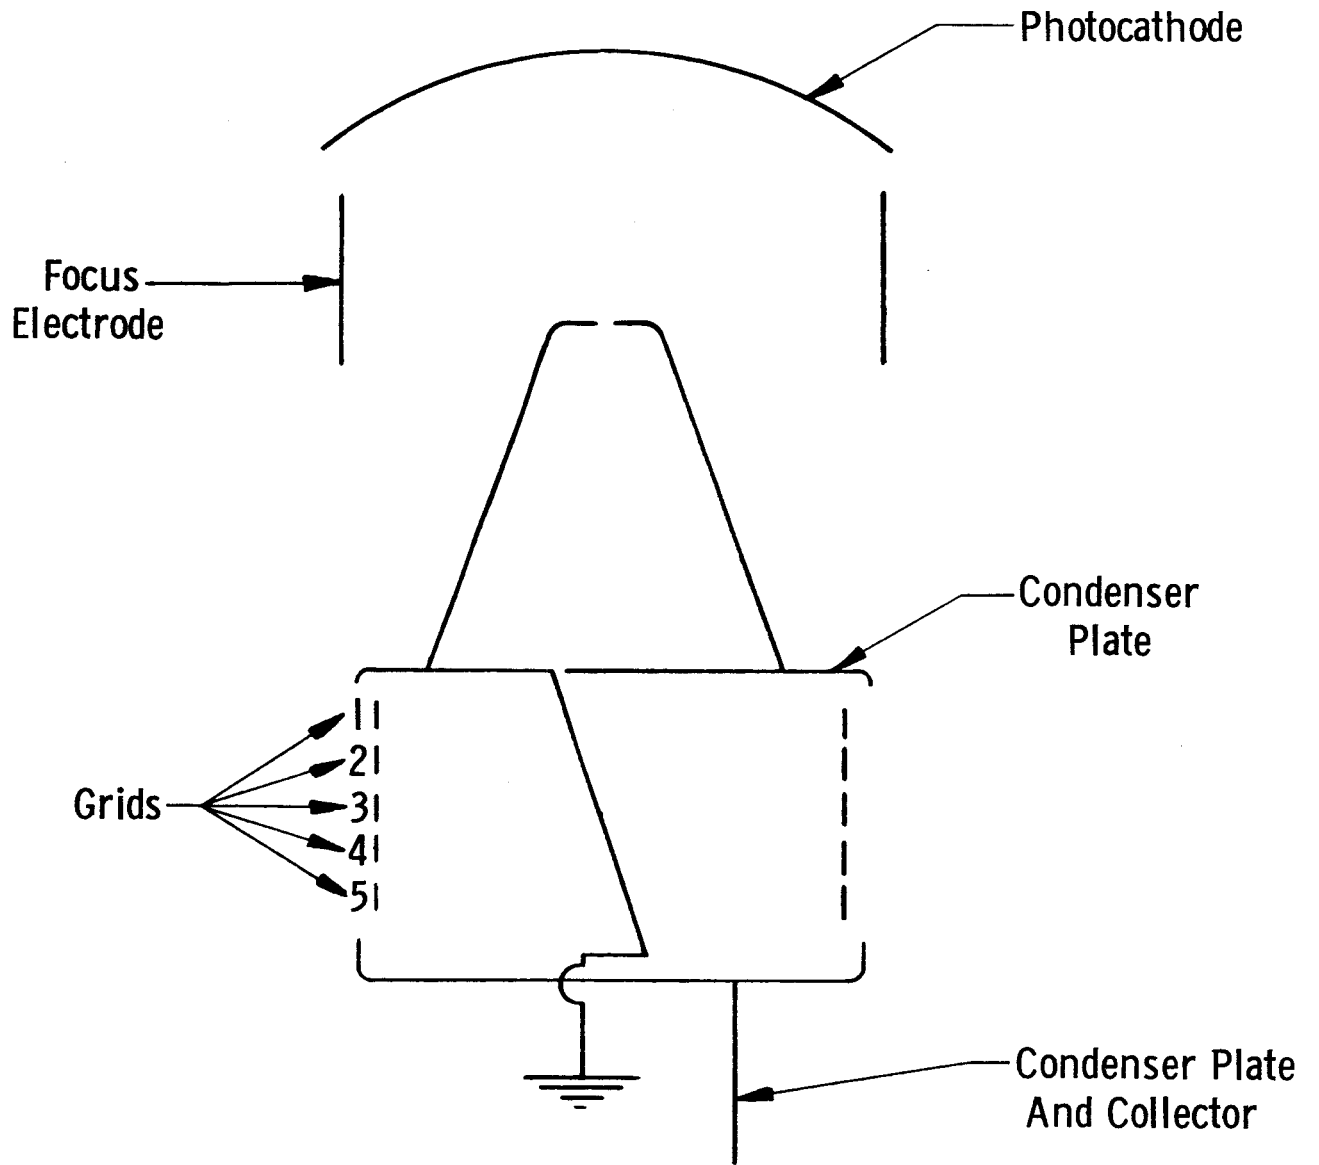 Photocathode
Focus
Electrode
Condenser
Plate
Grids
1
2
3
4
5
Condenser Plate
And Collector